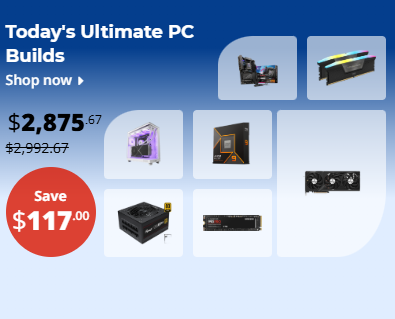 Today's Ultimate PC
Builds
Shop now
$2,875.67
$2,992.67
Save
$117.00